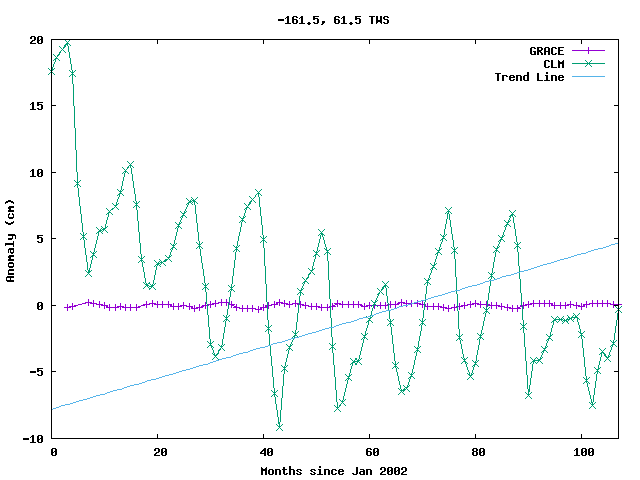 -161.5, 61.5 TWS
GRACE
CLM
Trend Line
20
15
10
5
0
-5
-10
Anomaly (cm)
0 20 40 60 80 100
Months since Jan 2002